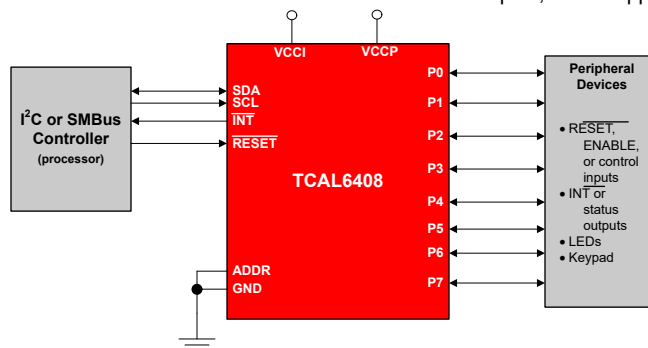 VCCI
VCCP
I²C or SMBus
Controller
(processor)
SDA
SCL
INT
RESET
ADDR
GND
TCAL6408
P0
P1
P2
P3
P4
P5
P6
P7
Peripheral
Devices
• RESET,
ENABLE,
or control
inputs
• INT or
status
outputs
• LEDs
• Keypad